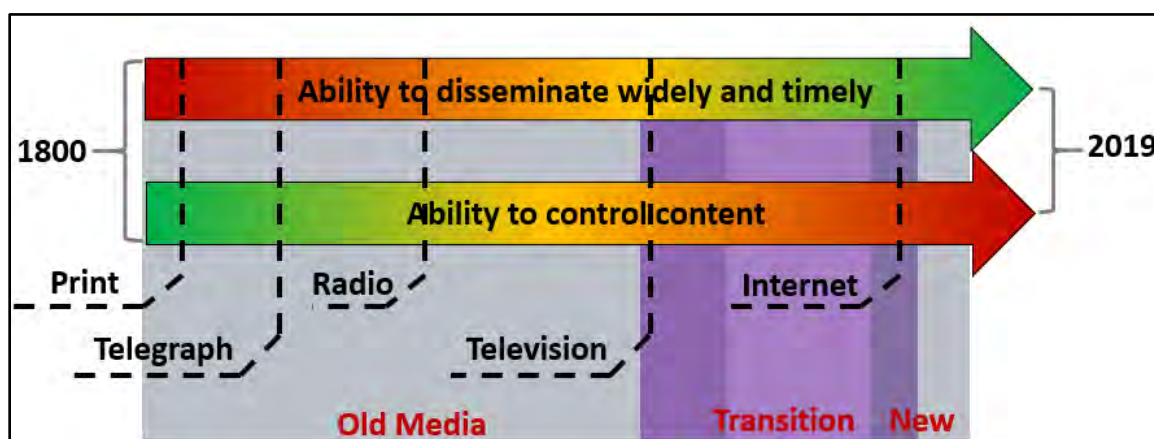 Ability to disseminate widely and timely
1800
2019
Ability to control content
Print
Radio
Internet
Telegraph
Television
Old Media
Transition
New